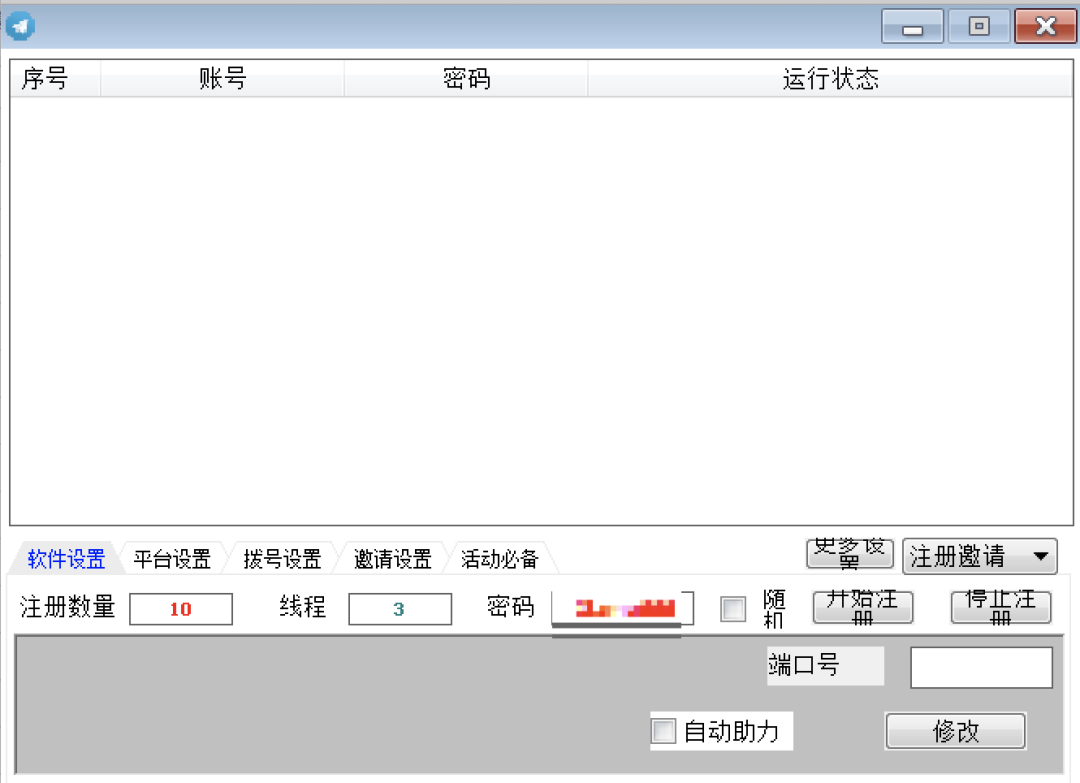 序号 账号 密码 运行状态
软件设置 平台设置 拨号设置 邀请设置 活动必备 更多设置 注册邀请
注册数量 10 线程 3 密码 随机 开始注册 停止注册
端口号
自动助力 修改